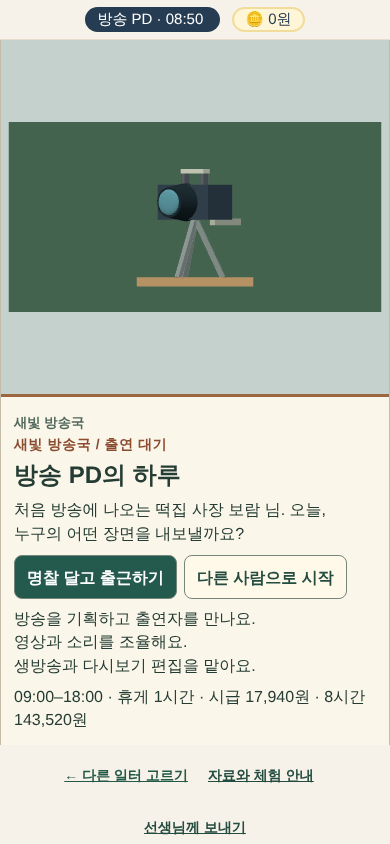 방송 PD · 08:50
🪙 0원
새빛 방송국
새빛 방송국 / 출연 대기
방송 PD의 하루
처음 방송에 나오는 떡집 사장 보람 님. 오늘,
누구의 어떤 장면을 내보낼까요?
명찰 달고 출근하기
다른 사람으로 시작
방송을 기획하고 출연자를 만나요.
영상과 소리를 조율해요.
생방송과 다시보기 편집을 맡아요.
09:00–18:00 · 휴게 1시간 · 시급 17,940원 · 8시간
143,520원
← 다른 일터 고르기
자료와 체험 안내
선생님께 보내기